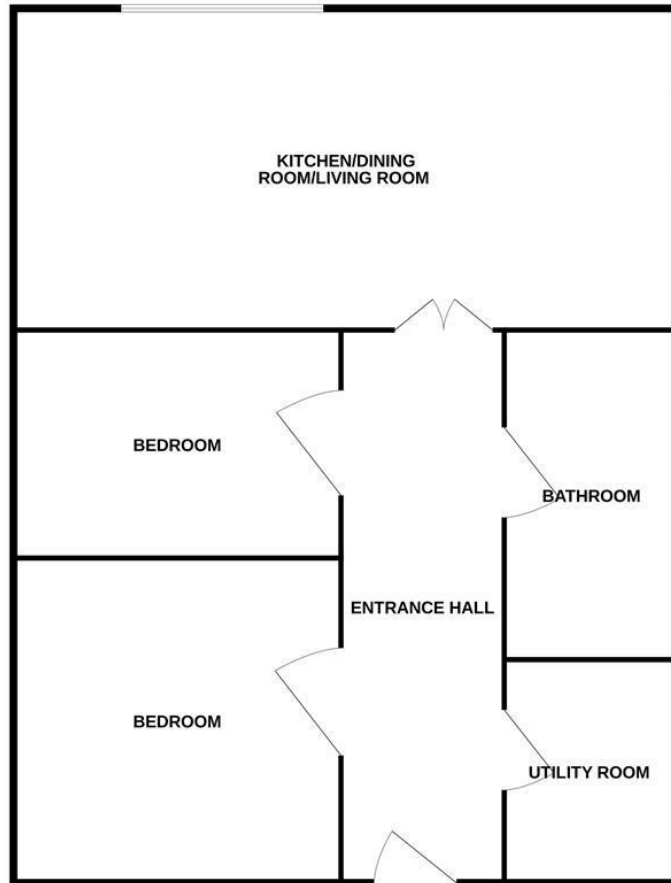 KITCHEN/DINING
ROOM/LIVING ROOM
BEDROOM
BATHROOM
ENTRANCE HALL
BEDROOM
UTILITY ROOM